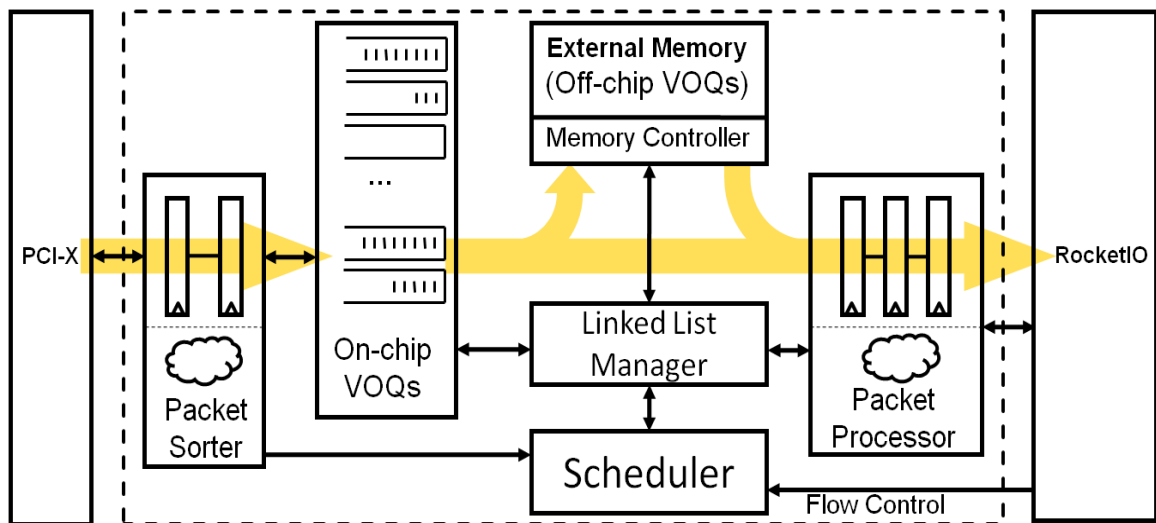 PCI-X
Packet
Sorter
...
On-chip
VOQs
External Memory
(Off-chip VOQs)
Memory Controller
Linked List
Manager
Scheduler
Packet
Processor
Flow Control
RocketIO